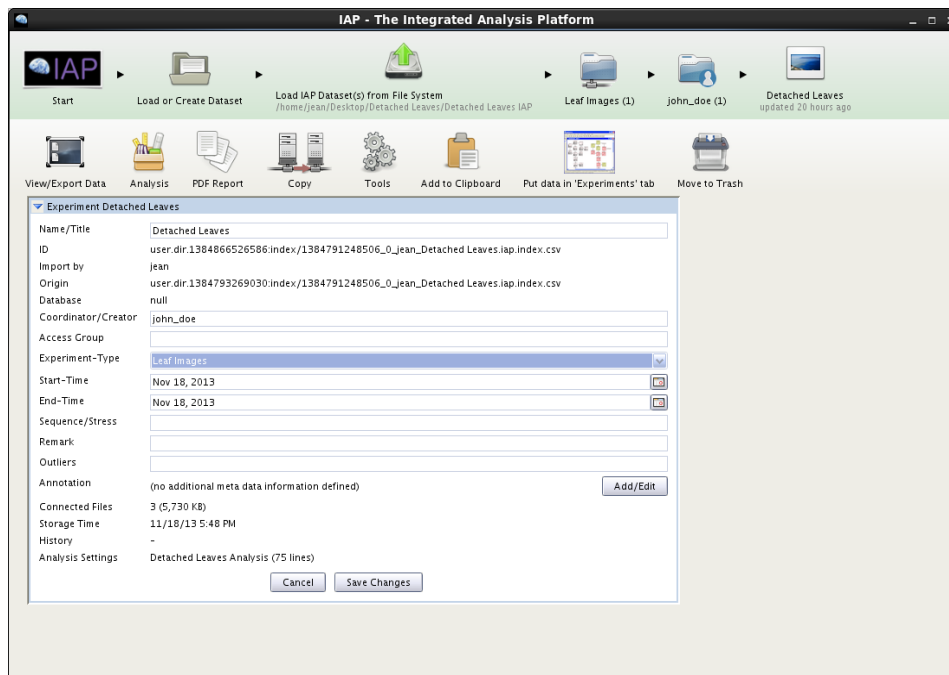 IAP - The Integrated Analysis Platform
IAP
Start
Load or Create Dataset
Load IAP Dataset(s) from File System
/home/jean/Desktop/Detached Leaves/Detached Leaves IAP
Leaf Images (1)
john_doe (1)
Detached Leaves
updated 20 hours ago
View/Export Data
Analysis
PDF Report
Copy
Tools
Add to Clipboard
Put data in 'Experiments' tab
Move to Trash
Experiment Detached Leaves
Name/Title Detached Leaves
ID user.dir.1384866526586:index/1384791248506_0_jean_Detached Leaves.iap.index.csv
Import by jean
Origin user.dir.1384793269030:index/1384791248506_0_jean_Detached Leaves.iap.index.csv
Database null
Coordinator/Creator john_doe
Access Group
Experiment-Type Leaf Images
Start-Time Nov 18, 2013
End-Time Nov 18, 2013
Sequence/Stress
Remark
Outliers
Annotation (no additional meta data information defined) Add/Edit
Connected Files 3 (5,730 KB)
Storage Time 11/18/13 5:48 PM
History -
Analysis Settings Detached Leaves Analysis (75 lines)
Cancel Save Changes